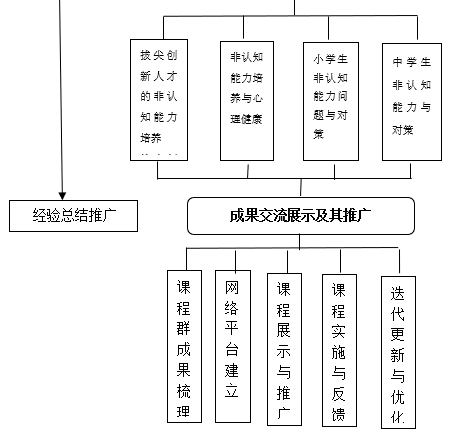 拔尖创
新人才
的非认
知能力
培养
非认知
能力培
养与心
理健康
小学生
非认知
能力问
题与对
策
中学生
非认知
能力与
对策
经验总结推广
成果交流展示及其推广
课程群成果梳理
网络平台建立
课程展示与推广
课程实施与反馈
迭代更新与优化